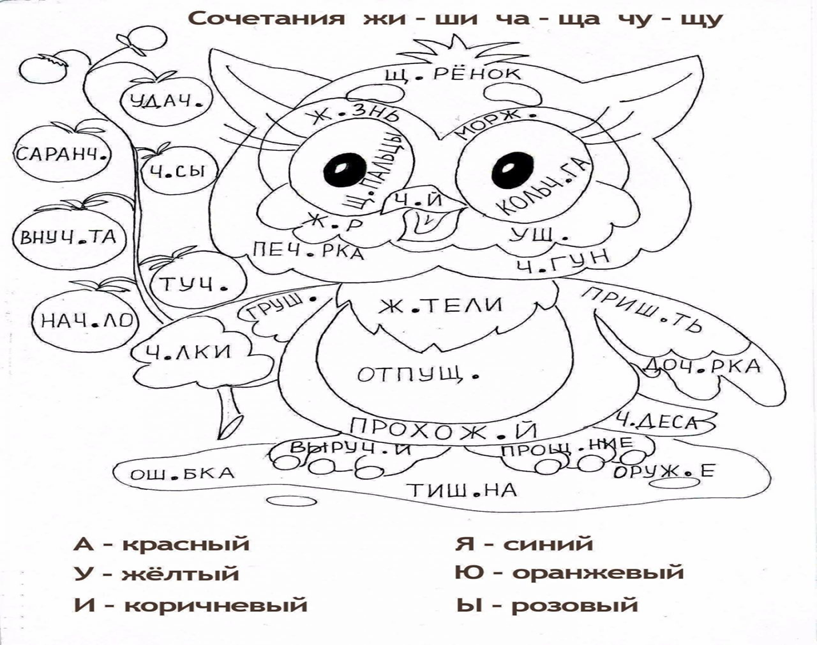 Сочетания жи - ши ча - ща чу - щу
Щ.РЁНОК
УДАЧ.
Ж.ЗНЬ
МОРЖ.
САРАНЧ.
Ч.СЫ
Щ.ПАЛЬЦЫ
КОЛЬЧ.ГА
Ч.Й
Ж.Р
УЩ.
ВНУЧ.ТА
ПЕЧ.РКА
Ч.ГУН
ТУЧ.
ГРУШ.
Ж.ТЕЛИ
ПРИШ.ТЬ
НАЧ.ЛО
Ч.ЛКИ
ОТПУЩ.
ДОЧ.РКА
ПРОХОЖ.Й
Ч.ДЕСА
ВЫРУЧ.Й
ПРОЩ.НИЕ
ОШ.БКА
ОРУЖ.Е
ТИШ.НА
А - красный
Я - синий
У - жёлтый
Ю - оранжевый
И - коричневый
Ы - розовый